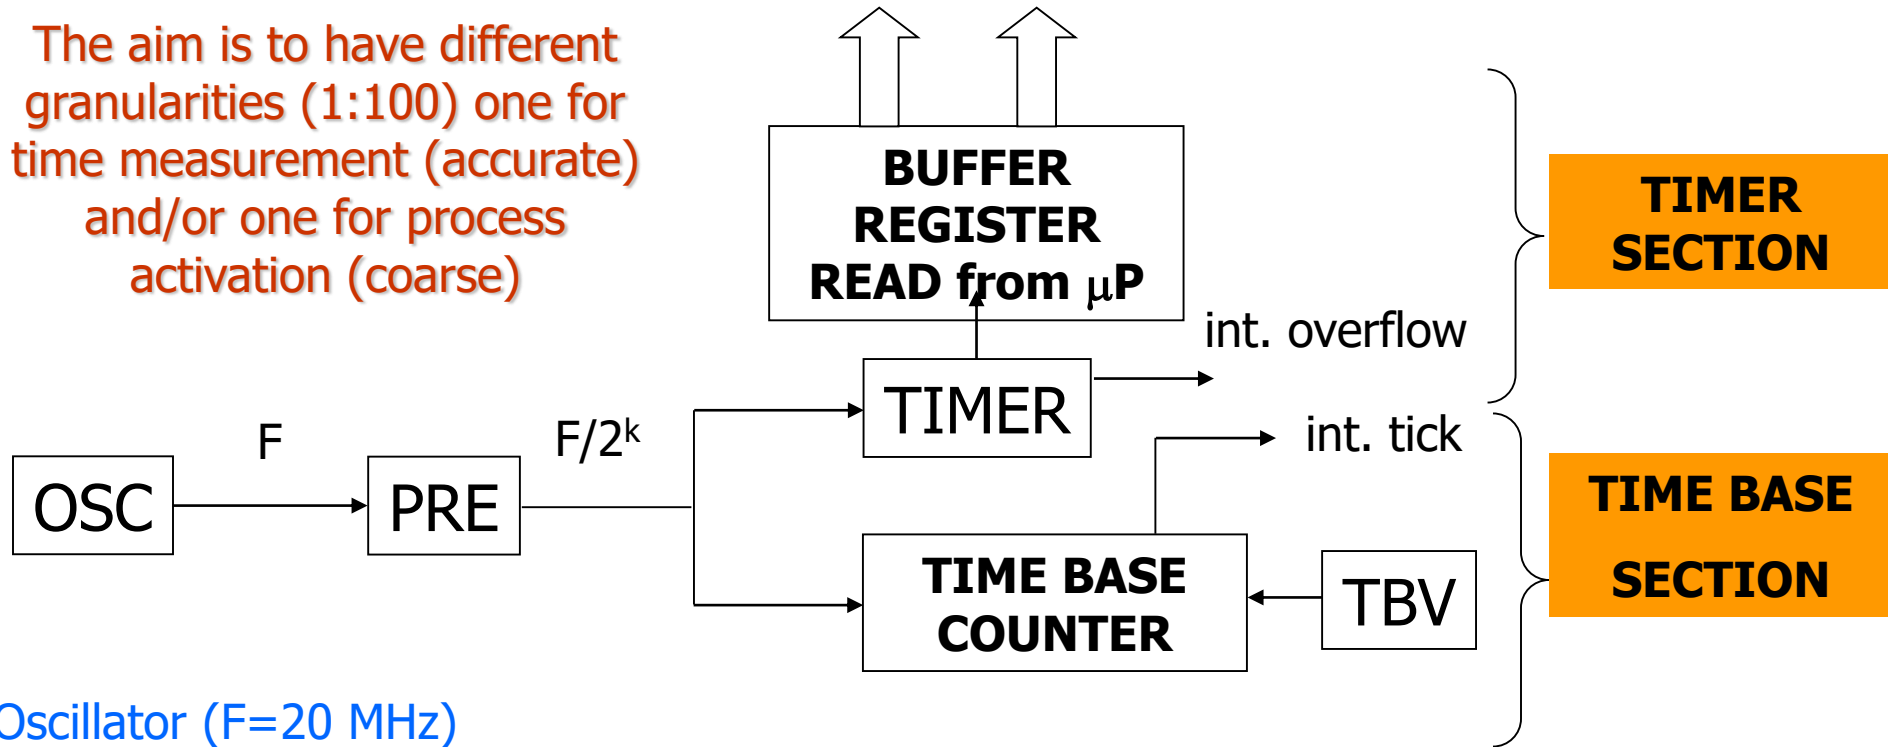 The aim is to have different
granularities (1:100) one for
time measurement (accurate)
and/or one for process
activation (coarse)
BUFFER
REGISTER
READ from μP
TIMER
SECTION
int. overflow
TIMER
F
F/2ᵏ
int. tick
OSC
PRE
TIME BASE
COUNTER
TBV
TIME BASE
SECTION
Oscillator (F=20 MHz)